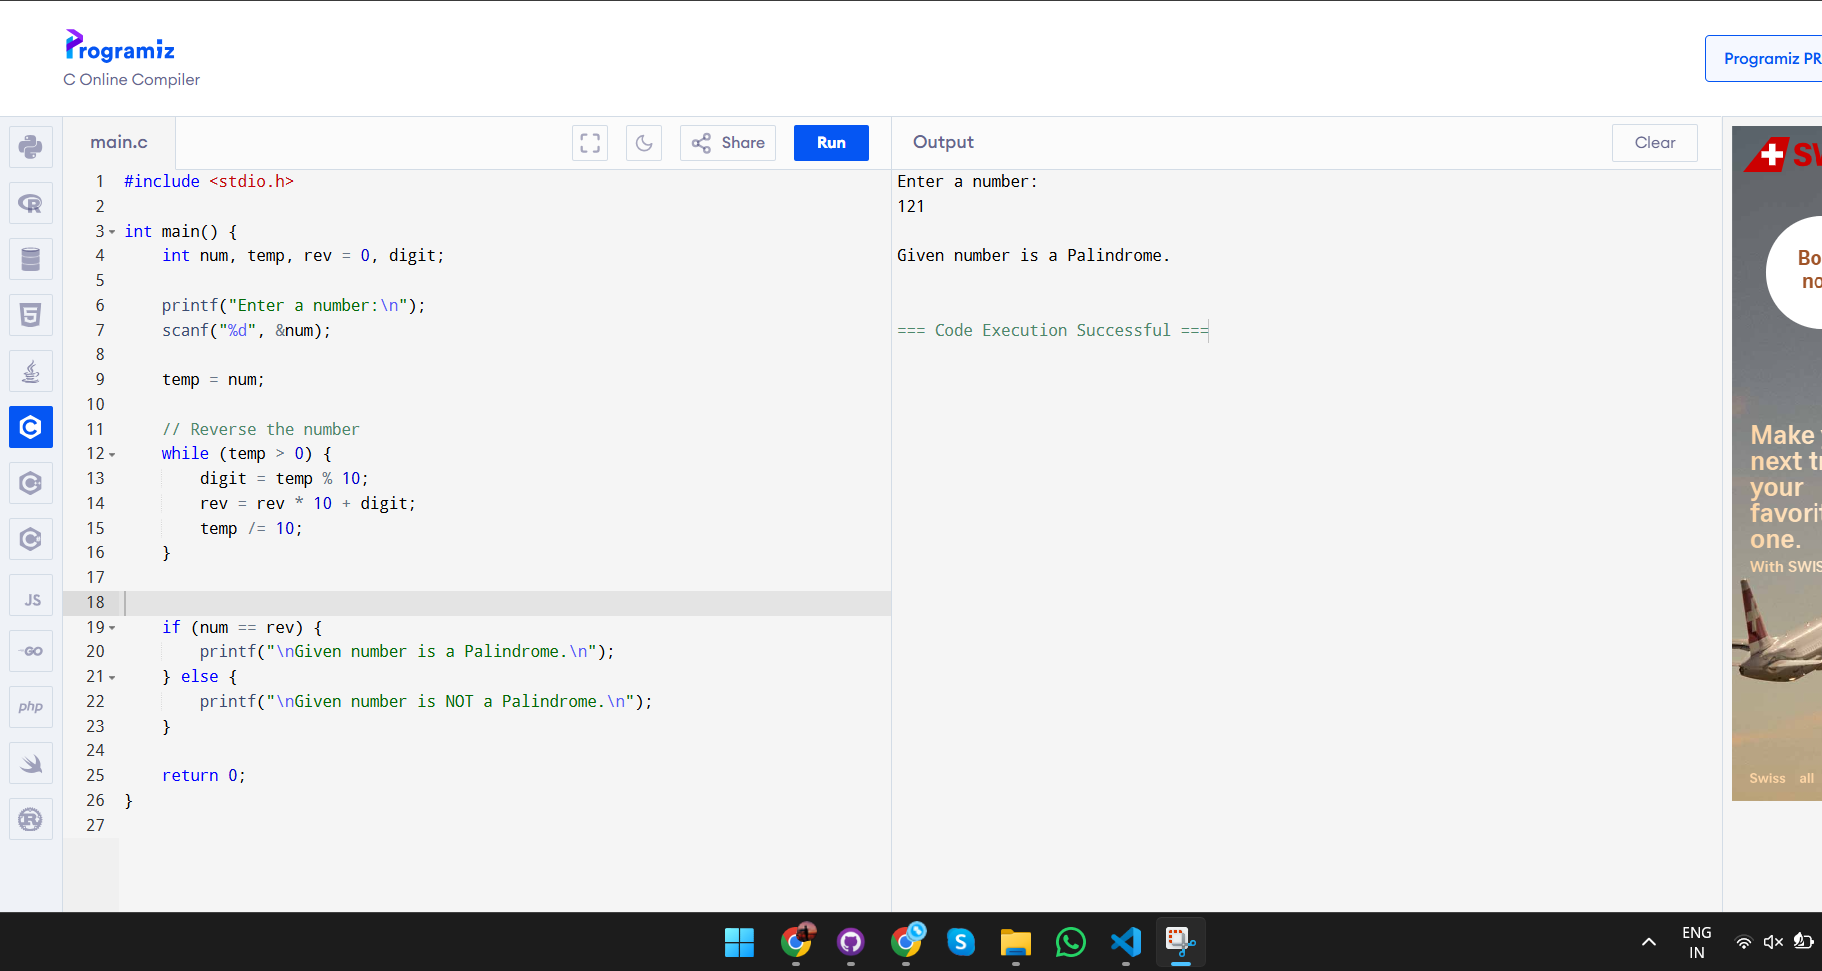 Programiz
C Online Compiler
Programiz PR
main.c
Share
Run
Output
Clear
1 #include <stdio.h>
2
3 int main() {
4 int num, temp, rev = 0, digit;
5
6 printf("Enter a number:\n");
7 scanf("%d", &num);
8
9 temp = num;
10
11 // Reverse the number
12 while (temp > 0) {
13 digit = temp % 10;
14 rev = rev * 10 + digit;
15 temp /= 10;
16 }
17
18
19 if (num == rev) {
20 printf("\nGiven number is a Palindrome.\n");
21 } else {
22 printf("\nGiven number is NOT a Palindrome.\n");
23 }
24
25 return 0;
26 }
27
Enter a number:
121
Given number is a Palindrome.
=== Code Execution Successful ===
JS
GO
php
SW
Bo
no
Make
next t
your
favorit
one.
With SWIS
Swiss all
ENG
IN